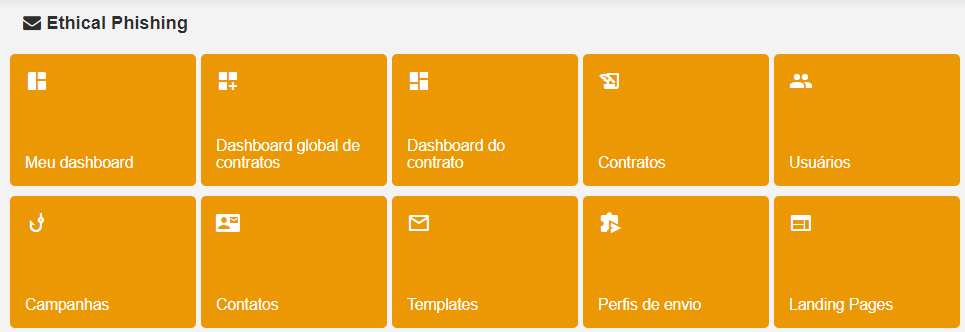 Ethical Phishing
Meu dashboard
Dashboard global de
contratos
Dashboard do
contrato
Contratos
Usuários
Campanhas
Contatos
Templates
Perfis de envio
Landing Pages